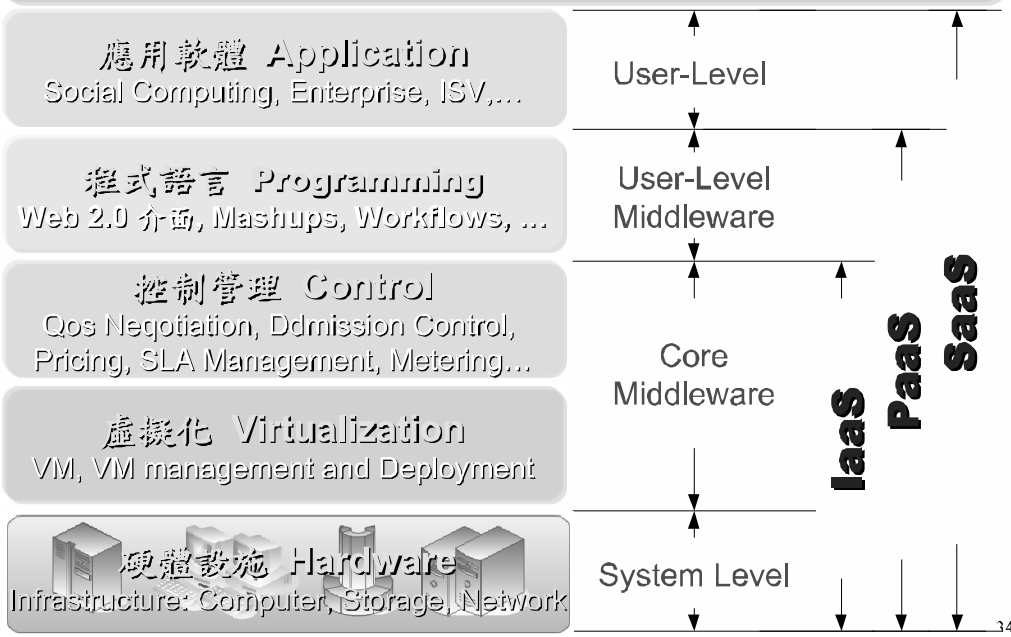 應用軟體 Application
Social Computing, Enterprise, ISV,...
User-Level
程式語言 Programming
Web 2.0 介面, Mashups, Workflows, ...
User-Level
Middleware
控制管理 Control
Qos Neqotiation, Ddmission Control,
Pricing, SLA Management, Metering...
Core
Middleware
虛擬化 Virtualization
VM, VM management and Deployment
IaaS
PaaS
SaaS
硬體設施 Hardware
Infrastructure: Computer, Storage, Network
System Level
34